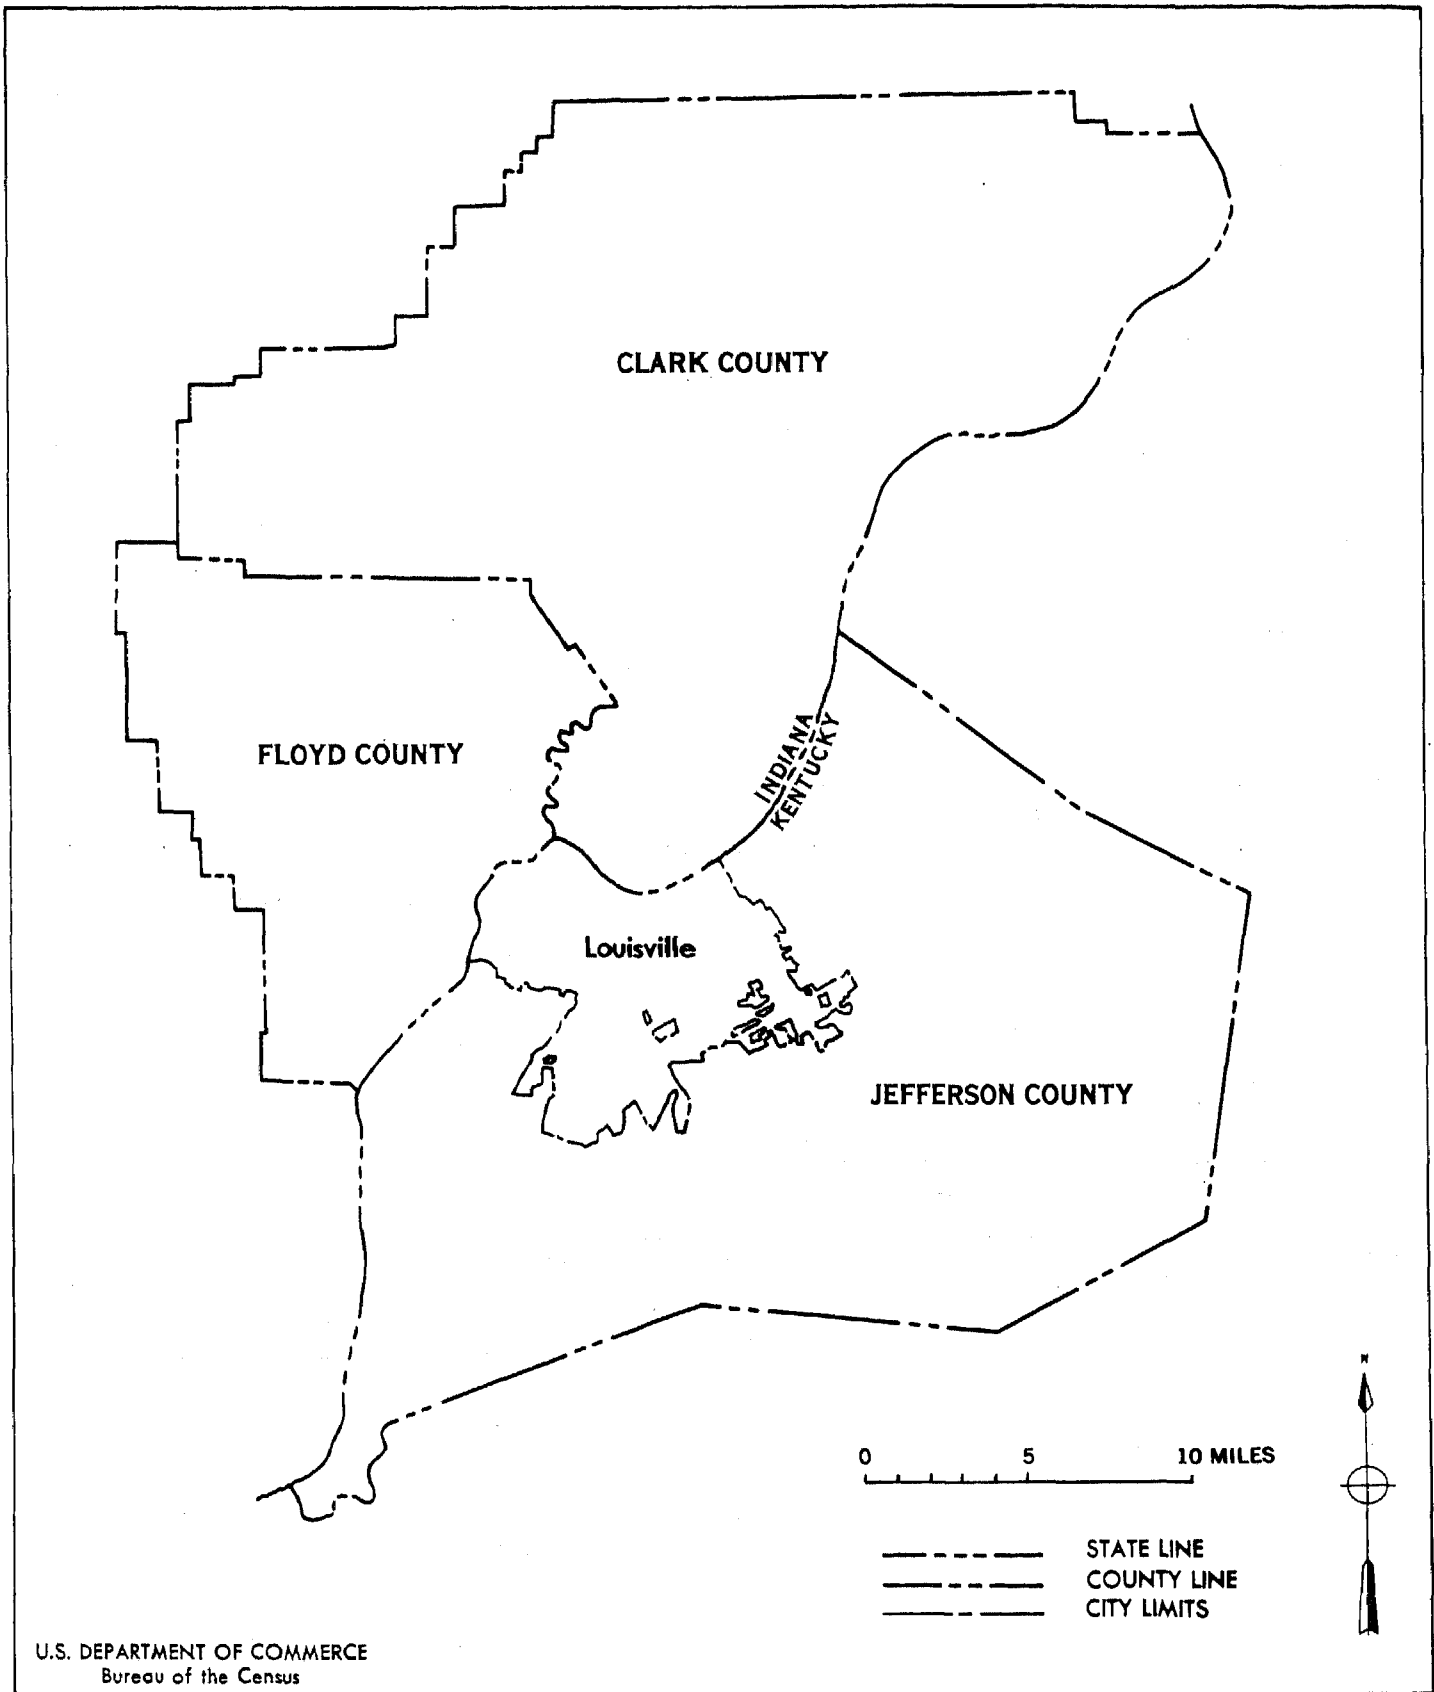 CLARK COUNTY
FLOYD COUNTY
INDIANA
KENTUCKY
Louisville
JEFFERSON COUNTY
N
0 5 10 MILES
STATE LINE
COUNTY LINE
CITY LIMITS
U.S. DEPARTMENT OF COMMERCE
Bureau of the Census